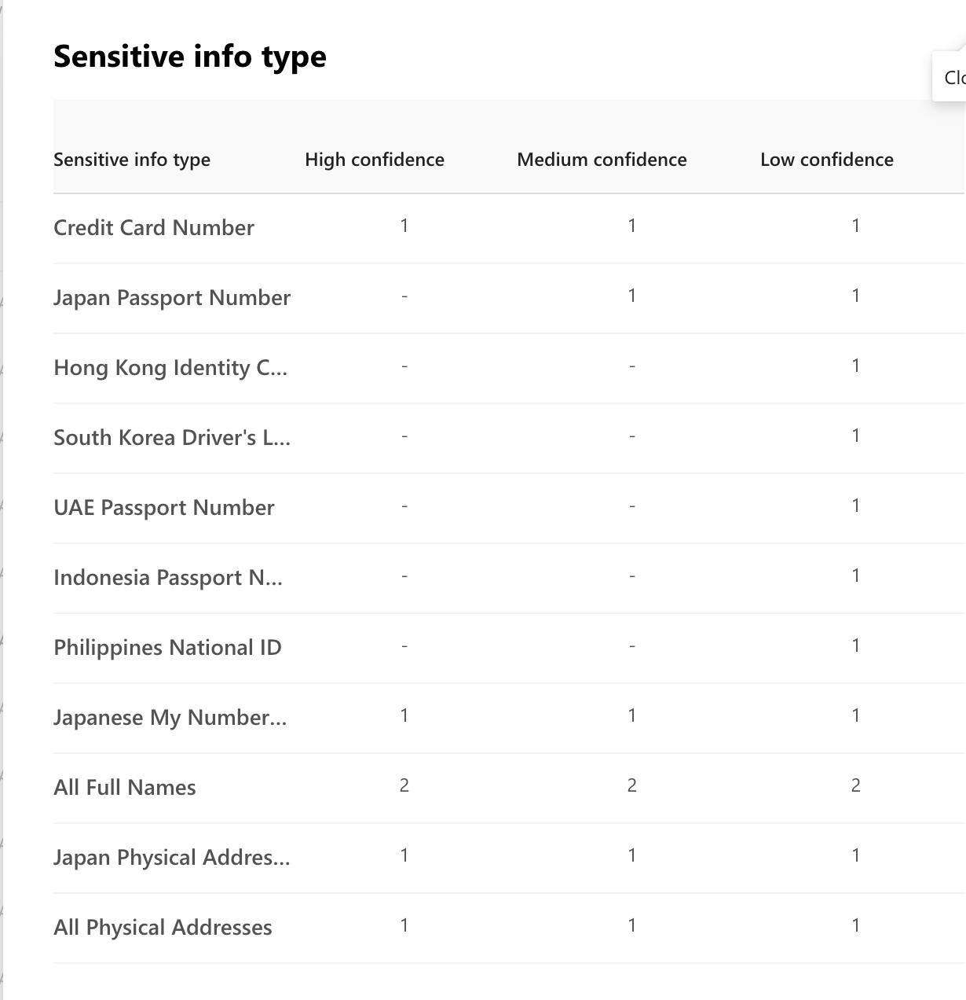 Sensitive info type
Clo
Sensitive info type High confidence Medium confidence Low confidence
Credit Card Number 1 1 1
Japan Passport Number - 1 1
Hong Kong Identity C... - - 1
South Korea Driver's L... - - 1
UAE Passport Number - - 1
Indonesia Passport N... - - 1
Philippines National ID - - 1
Japanese My Number... 1 1 1
All Full Names 2 2 2
Japan Physical Addres... 1 1 1
All Physical Addresses 1 1 1